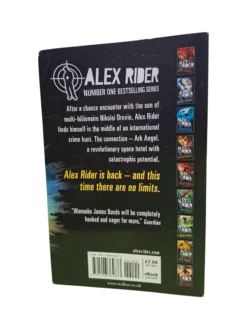 ALEX RIDER
NUMBER ONE BESTSELLING SERIES
After a chance encounter with the son of
multi-billionaire Nikolei Drevin, Alex Rider
finds himself in the middle of an international
crime hunt. The connection – Ark Angel,
a revolutionary space hotel with
catastrophic potential.
Alex Rider is back – and this
time there are no limits.
"Wannabe James Bonds will be completely
hooked and eager for more." Guardian
alexrider.com
£7.99
eBook
www.walker.co.uk